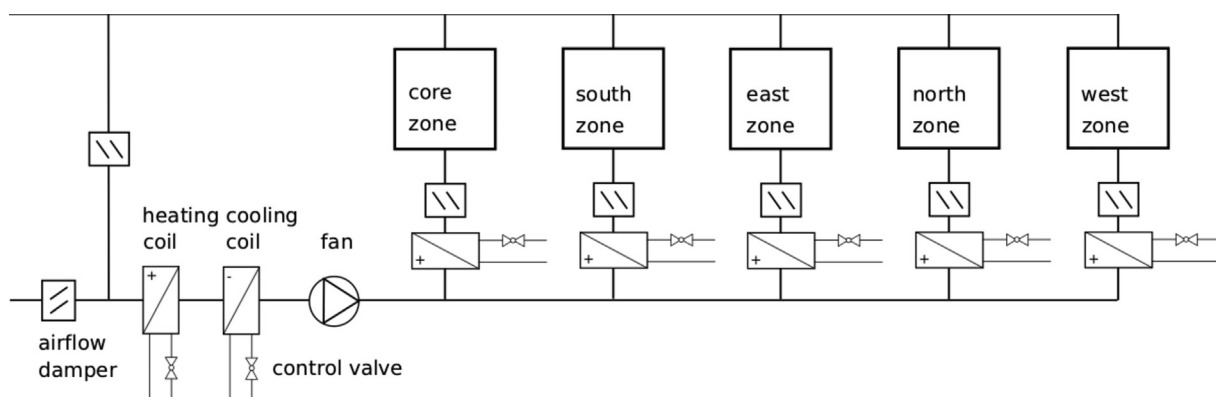 core
zone
south
zone
east
zone
north
zone
west
zone
heating cooling
coil coil
fan
+
-
+
+
+
+
+
airflow
damper
control valve